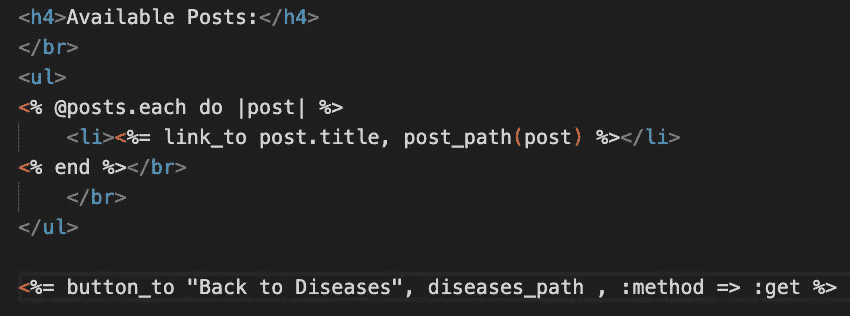 <h4>Available Posts:</h4>
</br>
<ul>
<% @posts.each do |post| %>
    <li><%= link_to post.title, post_path(post) %></li>
<% end %></br>
    </br>
</ul>

<%= button_to "Back to Diseases", diseases_path , :method => :get %>